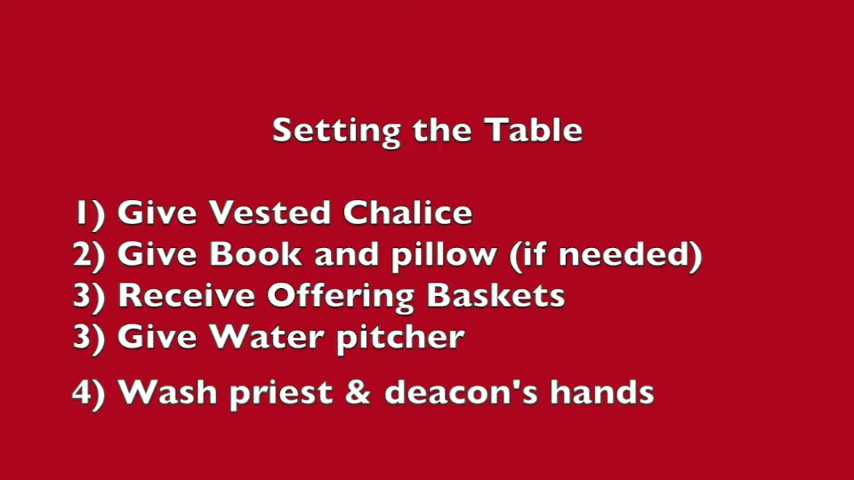 Setting the Table
1) Give Vested Chalice
2) Give Book and pillow (if needed)
3) Receive Offering Baskets
3) Give Water pitcher
4) Wash priest & deacon's hands